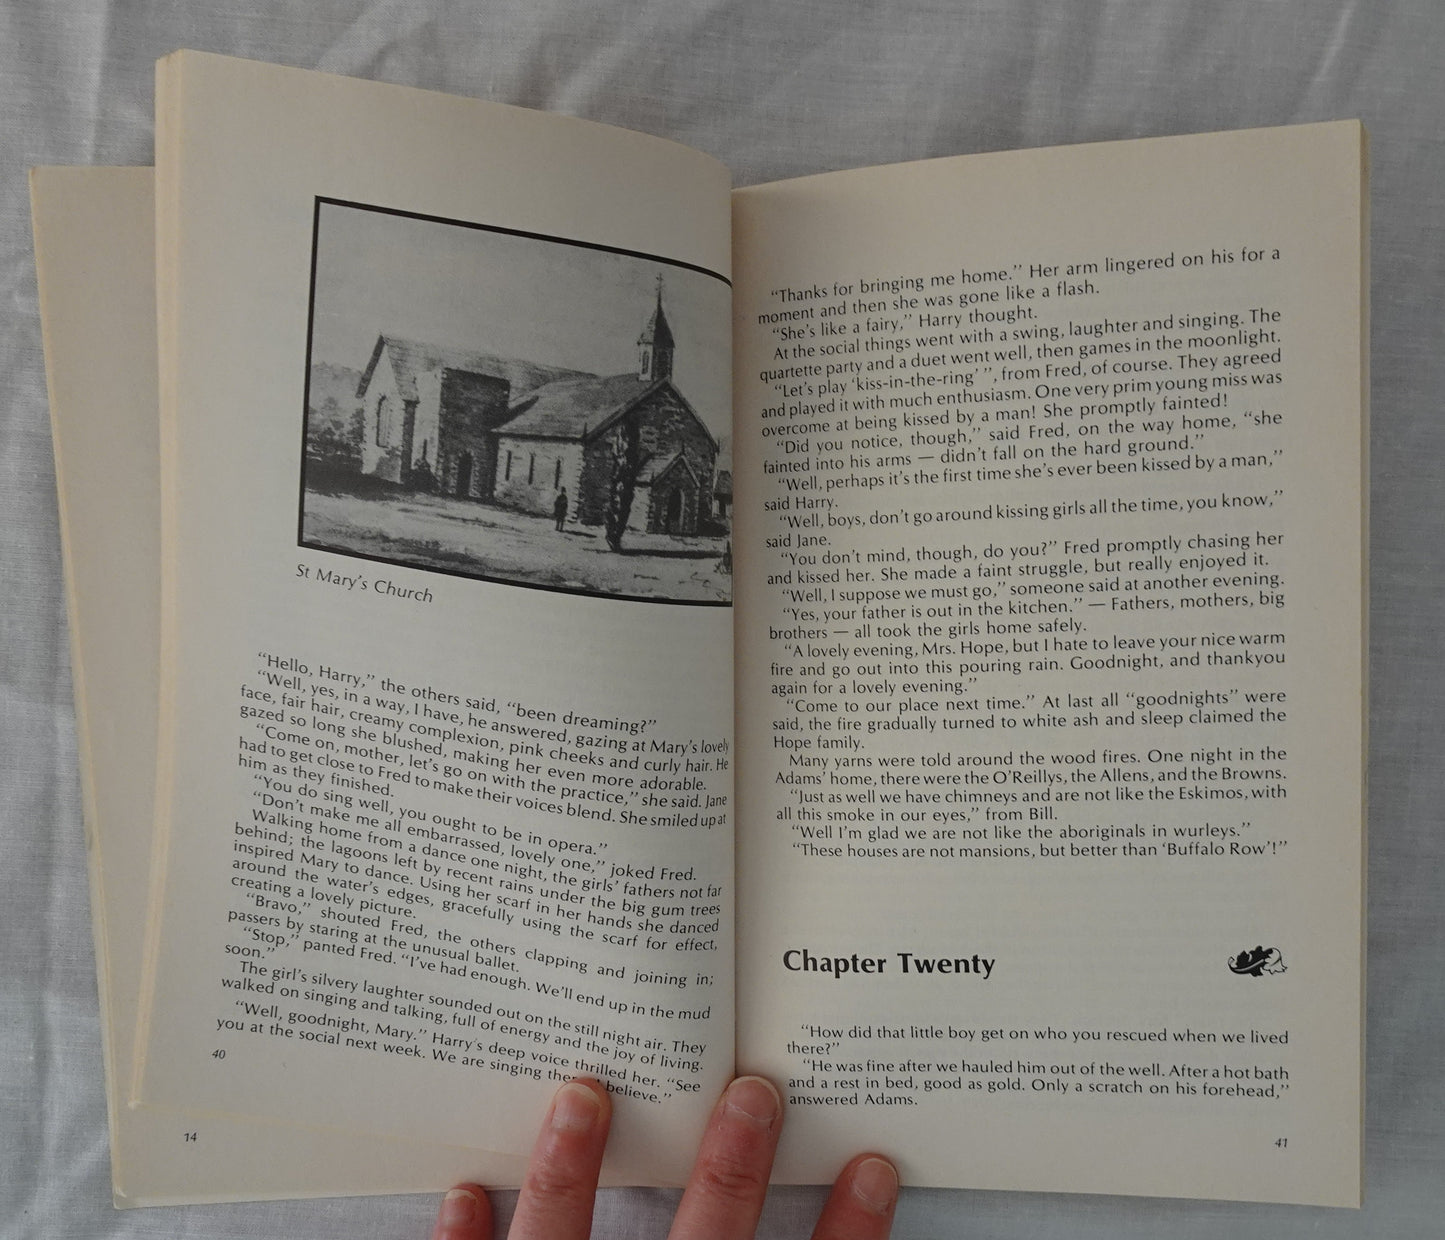 St Mary's Church
“Hello, Harry,” the others said, “been dreaming?”
“Well, yes, in a way, I have, he answered, gazing at Mary's lovely
face, fair hair, creamy complexion, pink cheeks and curly hair. He
gazed so long she blushed, making her even more adorable.
“Come on, mother, let's go on with the practice,” she said. Jane
had to get close to Fred to make their voices blend. She smiled up at
him as they finished.
“You do sing well, you ought to be in opera.”
“Don't make me all embarrassed, lovely one,” joked Fred.
Walking home from a dance one night, the girls' fathers not far
behind; the lagoons left by recent rains under the big gum trees
inspired Mary to dance. Using her scarf in her hands she danced
around the water's edges, gracefully using the scarf for effect,
creating a lovely picture.
“Bravo,” shouted Fred, the others clapping and joining in;
passers by staring at the unusual ballet.
“Stop,” panted Fred. “I've had enough. We'll end up in the mud
soon.”
The girl's silvery laughter sounded out on the still night air. They
walked on singing and talking, full of energy and the joy of living.
“Well, goodnight, Mary.” Harry's deep voice thrilled her. “See
you at the social next week. We are singing believe.”
40
14
“Thanks for bringing me home.” Her arm lingered on his for a
moment and then she was gone like a flash.
“She's like a fairy,” Harry thought.
At the social things went with a swing, laughter and singing. The
quartette party and a duet went well, then games in the moonlight.
“Let's play ‘kiss-in-the-ring’ ”, from Fred, of course. They agreed
and played it with much enthusiasm. One very prim young miss was
overcome at being kissed by a man! She promptly fainted!
“Did you notice, though,” said Fred, on the way home, “she
fainted into his arms — didn't fall on the hard ground.”
“Well, perhaps it's the first time she's ever been kissed by a man,”
said Harry.
“Well, boys, don't go around kissing girls all the time, you know,”
said Jane.
“You don't mind, though, do you?” Fred promptly chasing her
and kissed her. She made a faint struggle, but really enjoyed it.
“Well, I suppose we must go,” someone said at another evening.
“Yes, your father is out in the kitchen.” — Fathers, mothers, big
brothers — all took the girls home safely.
“A lovely evening, Mrs. Hope, but I hate to leave your nice warm
fire and go out into this pouring rain. Goodnight, and thankyou
again for a lovely evening.”
“Come to our place next time.” At last all “goodnights” were
said, the fire gradually turned to white ash and sleep claimed the
Hope family.
Many yarns were told around the wood fires. One night in the
Adams' home, there were the O'Reillys, the Allens, and the Browns.
“Just as well we have chimneys and are not like the Eskimos, with
all this smoke in our eyes,” from Bill.
“Well I'm glad we are not like the aboriginals in wurleys.”
“These houses are not mansions, but better than ‘Buffalo Row’!”
Chapter Twenty
“How did that little boy get on who you rescued when we lived
there?”
“He was fine after we hauled him out of the well. After a hot bath
and a rest in bed, good as gold. Only a scratch on his forehead,”
answered Adams.
41